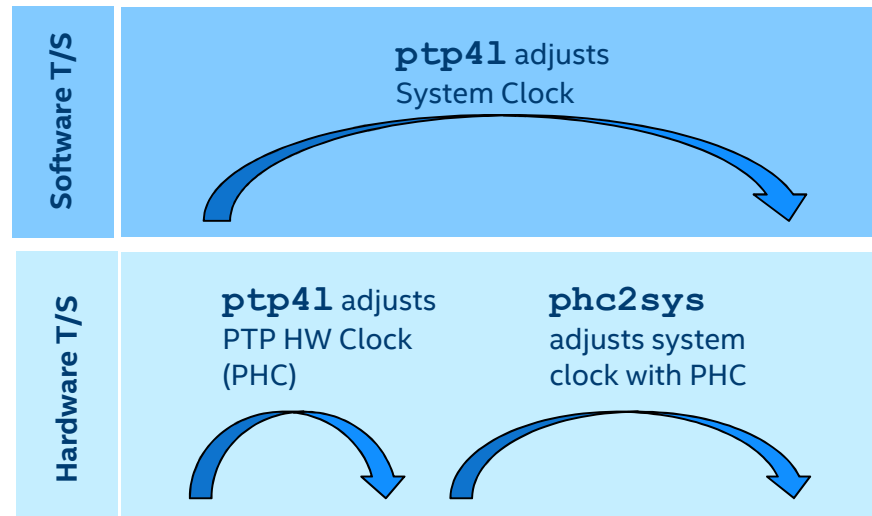 Software T/S
ptp4l adjusts
System Clock
Hardware T/S
ptp4l adjusts
PTP HW Clock
(PHC)
phc2sys
adjusts system
clock with PHC